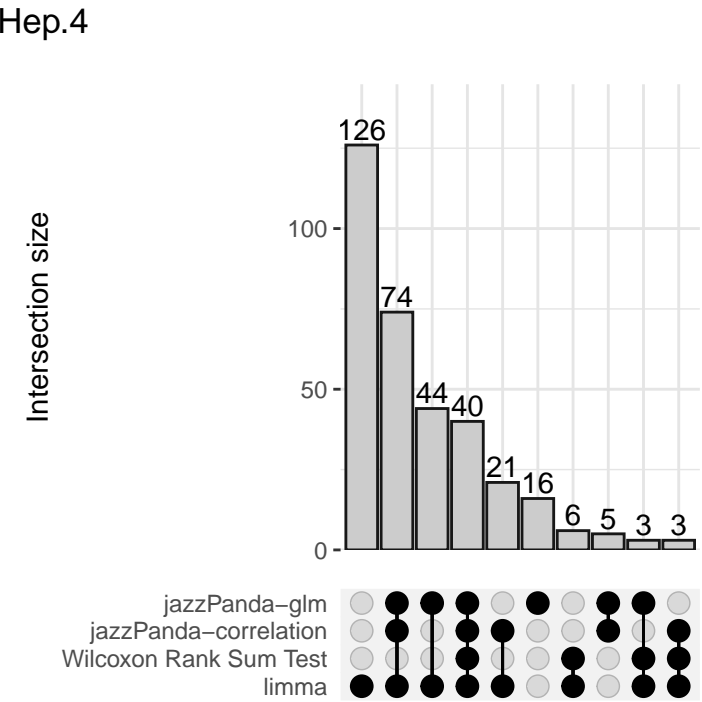 Hep.4
Intersection size
126
74
44
40
21
16
6
5
3
3
100
50
0
jazzPanda−glm
jazzPanda−correlation
Wilcoxon Rank Sum Test
limma